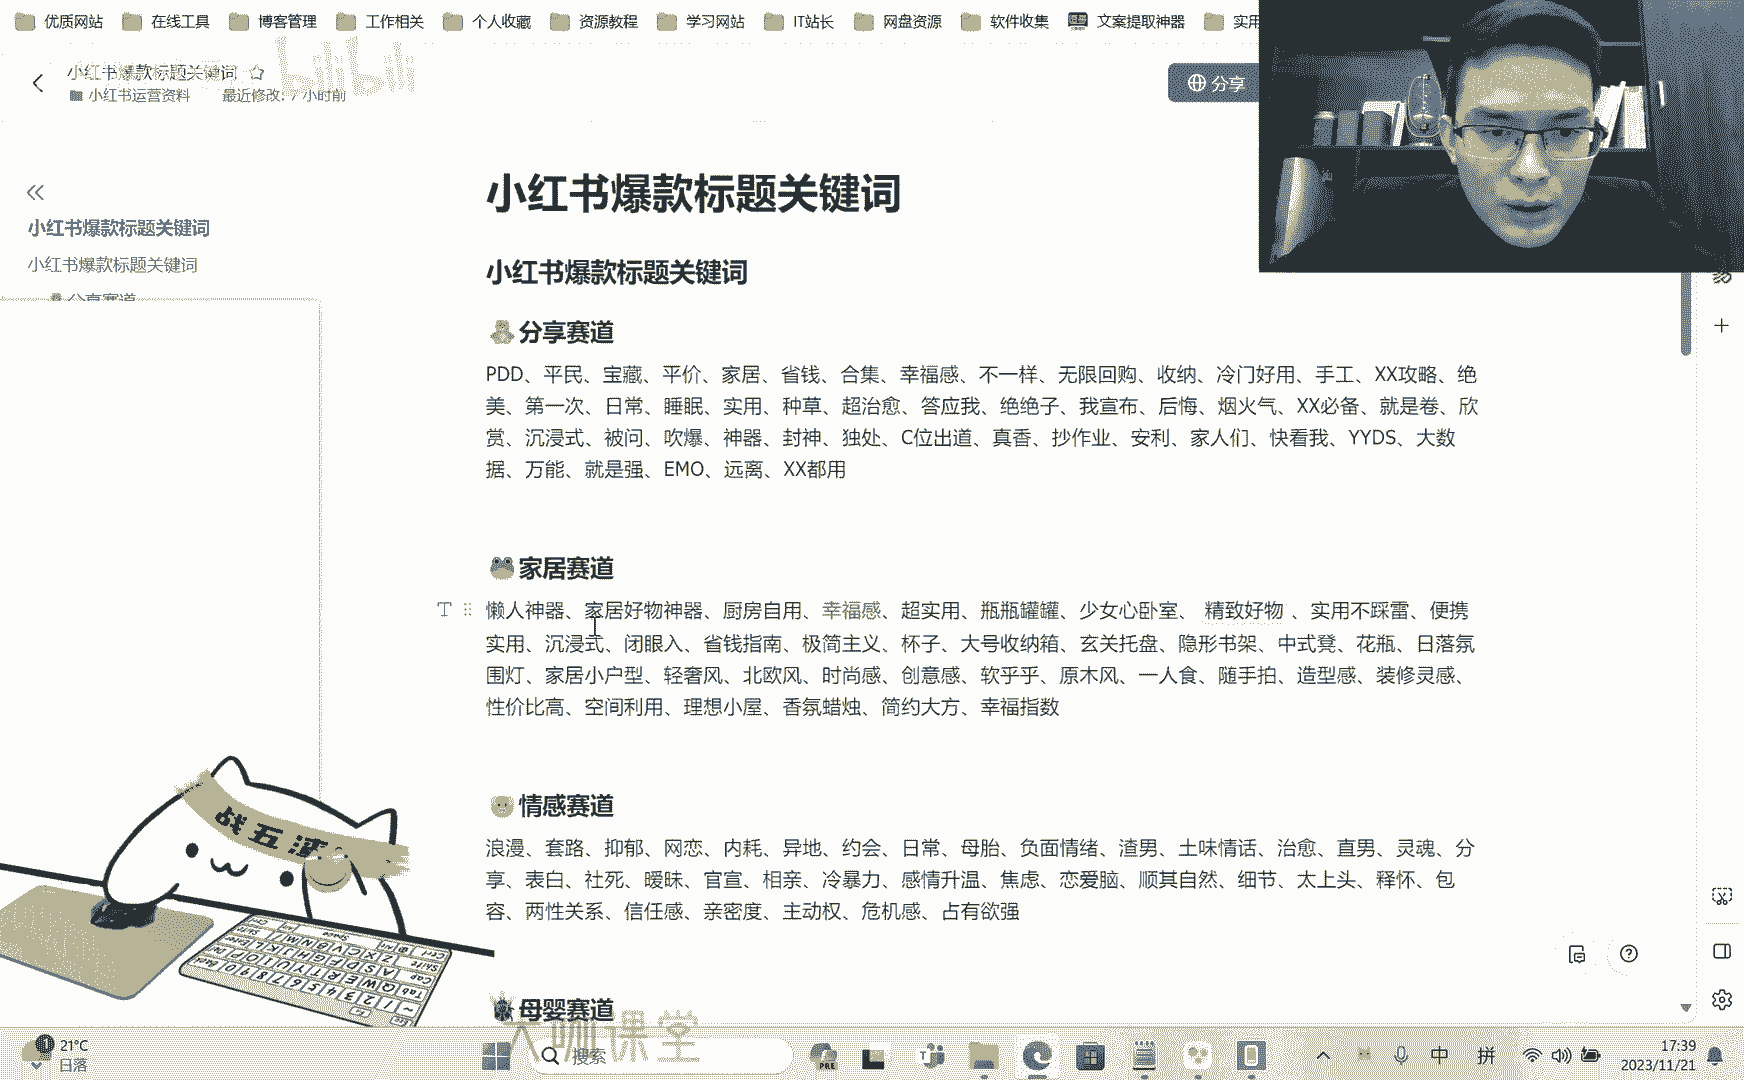 优质网站 在线工具 博客管理 工作相关 个人收藏 资源教程 学习网站 IT站长 网盘资源 软件收集 文案提取神器 实用
小红书爆款标题关键词
bilibili
小红书运营资料 最近修改: 7 小时前
分享
小红书爆款标题关键词
小红书爆款标题关键词
分享赛道
小红书爆款标题关键词
小红书爆款标题关键词
分享赛道
PDD、平民、宝藏、平价、家居、省钱、合集、幸福感、不一样、无限回购、收纳、冷门好用、手工、XX攻略、绝
美、第一次、日常、睡眠、实用、种草、超治愈、答应我、绝绝子、我宣布、后悔、烟火气、XX必备、就是卷、欣
赏、沉浸式、被问、吹爆、神器、封神、独处、C位出道、真香、抄作业、安利、家人们、快看我、YYDS、大数
据、万能、就是强、EMO、远离、XX都用
家居赛道
懒人神器、家居好物神器、厨房自用、幸福感、超实用、瓶瓶罐罐、少女心卧室、 精致好物 、实用不踩雷、便携
实用、沉浸式、闭眼入、省钱指南、极简主义、杯子、大号收纳箱、玄关托盘、隐形书架、中式凳、花瓶、日落氛
围灯、家居小户型、轻奢风、北欧风、时尚感、创意感、软乎乎、原木风、一人食、随手拍、造型感、装修灵感、
性价比高、空间利用、理想小屋、香氛蜡烛、简约大方、幸福指数
情感赛道
浪漫、套路、抑郁、网恋、内耗、异地、约会、日常、母胎、负面情绪、渣男、土味情话、治愈、直男、灵魂、分
享、表白、社死、暧昧、官宣、相亲、冷暴力、感情升温、焦虑、恋爱脑、顺其自然、细节、太上头、释怀、包
容、两性关系、信任感、亲密度、主动权、危机感、占有欲强
母婴赛道
战五渣
大咖课堂
1
21°C
日落
搜索
PRE
中 拼
17:39
2023/11/21